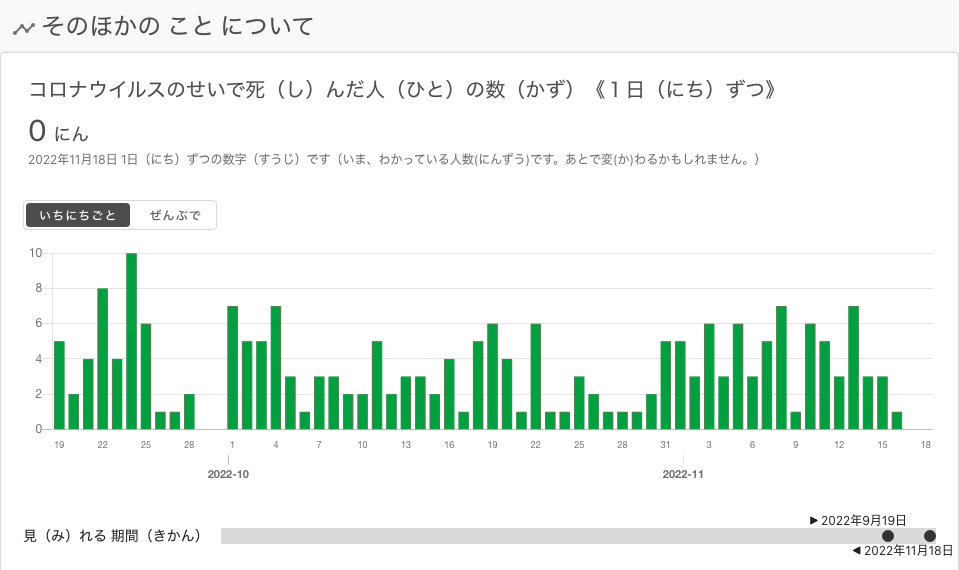 そのほかの こと について
コロナウイルスのせいで死（し）んだ人（ひと）の数（かず）《１日（にち）ずつ》
0 にん
2022年11月18日 1日（にち）ずつの数字（すうじ）です（いま、わかっている人数(にんずう)です。あとで変(か)わるかもしれません。）
いちにちごと ぜんぶで
10
8
6
4
2
0
19 22 25 28 1 4 7 10 13 16 19 22 25 28 31 3 6 9 12 15 18
2022-10 2022-11
▶ 2022年9月19日
見（み）れる 期間（きかん）
◀ 2022年11月18日